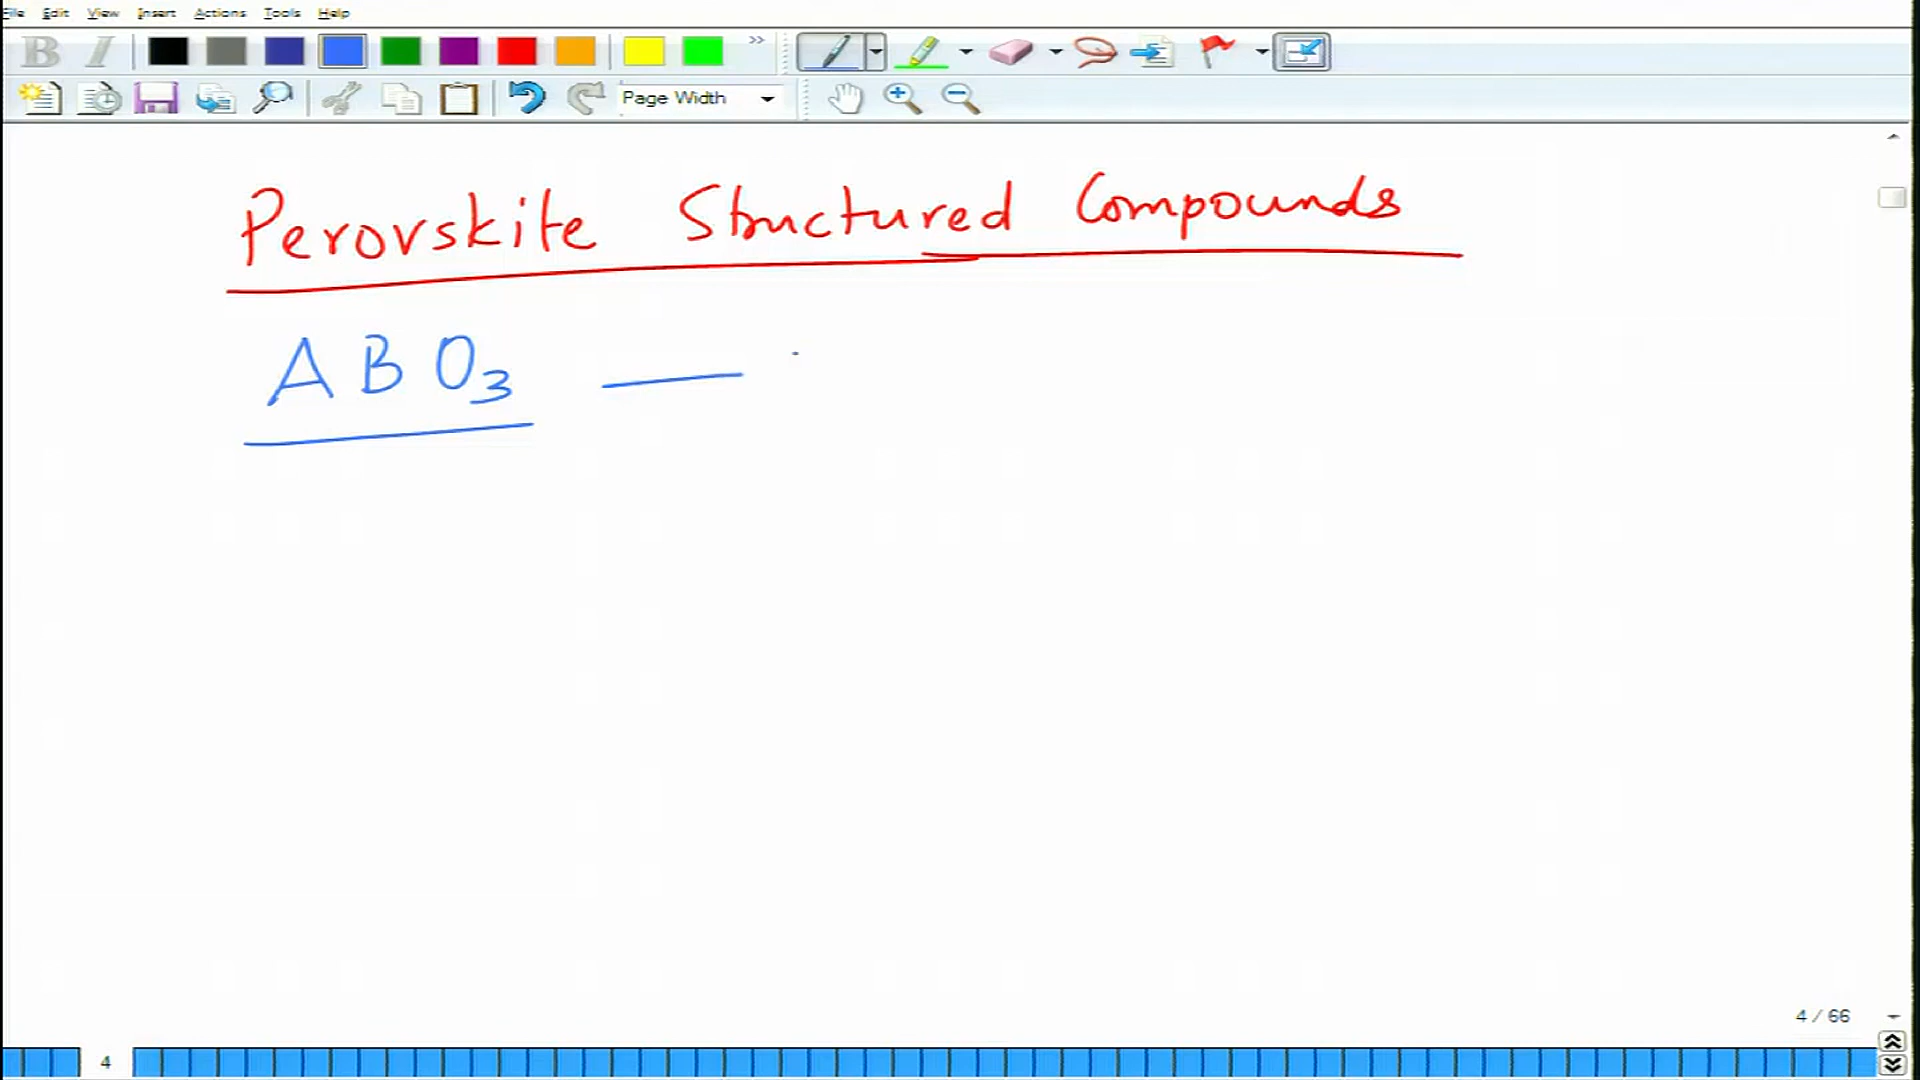 File Edit View Insert Actions Tools Help
B I
Page Width
Perovskite Structured Compounds
ABO₃ —
4 / 66
4